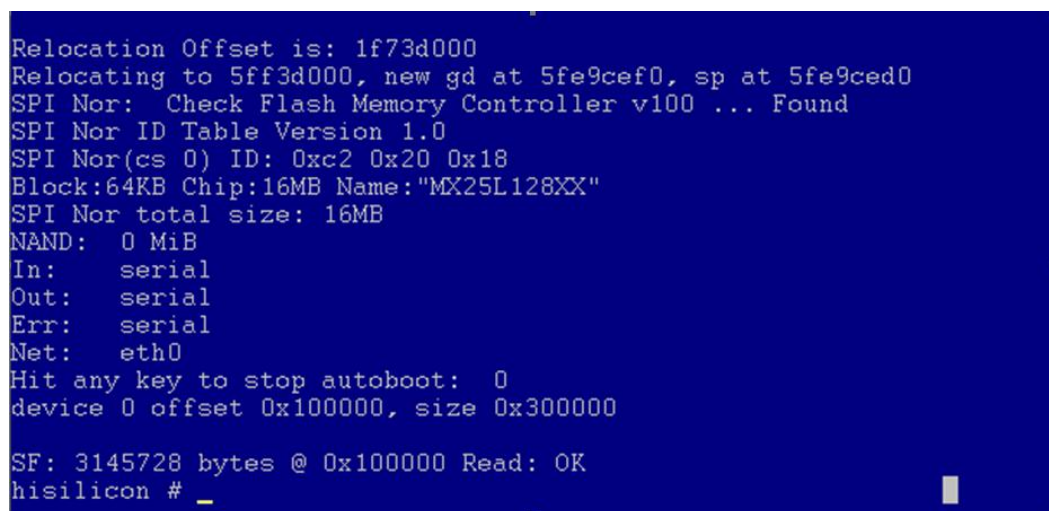 Relocation Offset is: 1f73d000
Relocating to 5ff3d000, new gd at 5fe9cef0, sp at 5fe9ced0
SPI Nor:  Check Flash Memory Controller v100 ... Found
SPI Nor ID Table Version 1.0
SPI Nor(cs 0) ID: 0xc2 0x20 0x18
Block:64KB Chip:16MB Name:"MX25L128XX"
SPI Nor total size: 16MB
NAND:  0 MiB
In:    serial
Out:   serial
Err:   serial
Net:   eth0
Hit any key to stop autoboot:  0
device 0 offset 0x100000, size 0x300000
SF: 3145728 bytes @ 0x100000 Read: OK
hisilicon # _